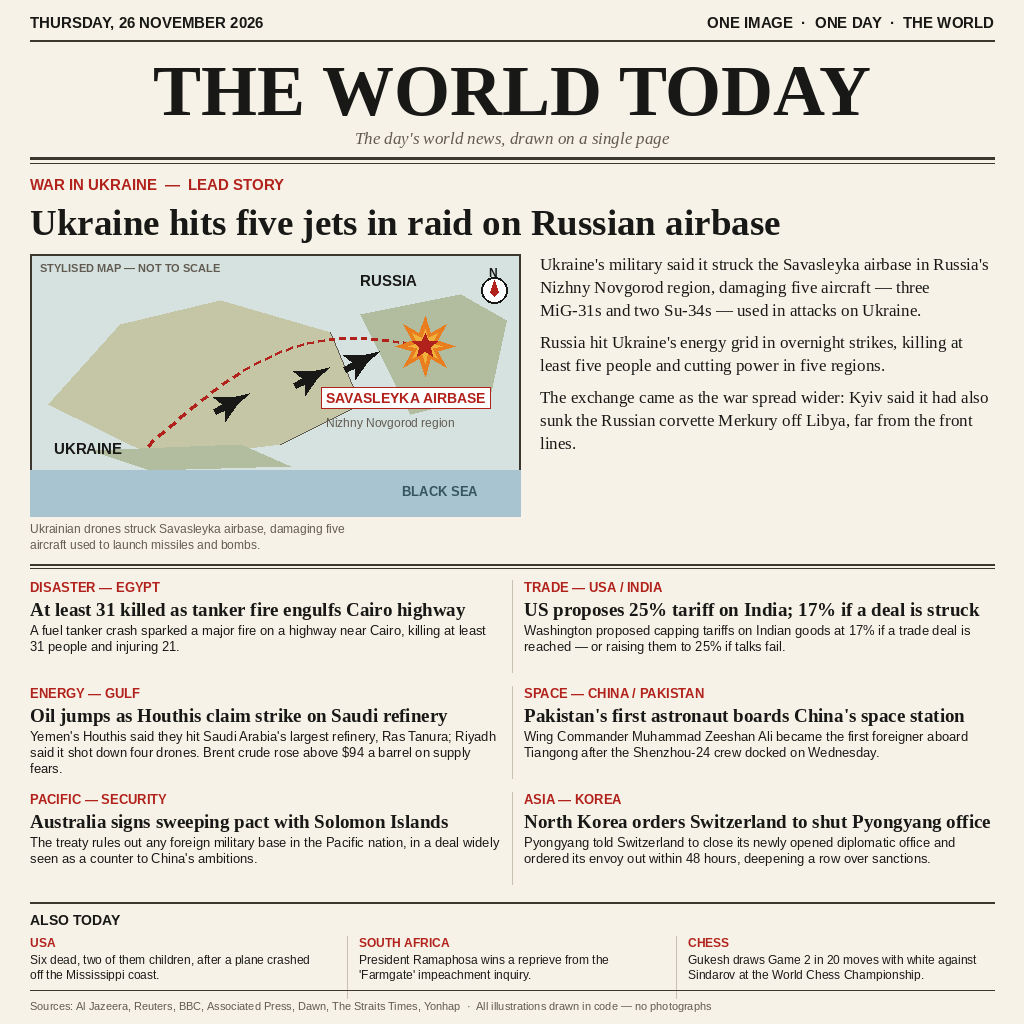 THURSDAY, 26 NOVEMBER 2026
ONE IMAGE · ONE DAY · THE WORLD
THE WORLD TODAY
The day's world news, drawn on a single page
WAR IN UKRAINE — LEAD STORY
Ukraine hits five jets in raid on Russian airbase
STYLISED MAP — NOT TO SCALE
RUSSIA
N
SAVASLEYKA AIRBASE
Nizhny Novgorod region
UKRAINE
BLACK SEA
Ukrainian drones struck Savasleyka airbase, damaging five
aircraft used to launch missiles and bombs.
Ukraine's military said it struck the Savasleyka airbase in Russia's
Nizhny Novgorod region, damaging five aircraft — three
MiG-31s and two Su-34s — used in attacks on Ukraine.
Russia hit Ukraine's energy grid in overnight strikes, killing at
least five people and cutting power in five regions.
The exchange came as the war spread wider: Kyiv said it had also
sunk the Russian corvette Merkury off Libya, far from the front
lines.
DISASTER — EGYPT
At least 31 killed as tanker fire engulfs Cairo highway
A fuel tanker crash sparked a major fire on a highway near Cairo, killing at least
31 people and injuring 21.
TRADE — USA / INDIA
US proposes 25% tariff on India; 17% if a deal is struck
Washington proposed capping tariffs on Indian goods at 17% if a trade deal is
reached — or raising them to 25% if talks fail.
ENERGY — GULF
Oil jumps as Houthis claim strike on Saudi refinery
Yemen's Houthis said they hit Saudi Arabia's largest refinery, Ras Tanura; Riyadh
said it shot down four drones. Brent crude rose above $94 a barrel on supply
fears.
SPACE — CHINA / PAKISTAN
Pakistan's first astronaut boards China's space station
Wing Commander Muhammad Zeeshan Ali became the first foreigner aboard
Tiangong after the Shenzhou-24 crew docked on Wednesday.
PACIFIC — SECURITY
Australia signs sweeping pact with Solomon Islands
The treaty rules out any foreign military base in the Pacific nation, in a deal widely
seen as a counter to China's ambitions.
ASIA — KOREA
North Korea orders Switzerland to shut Pyongyang office
Pyongyang told Switzerland to close its newly opened diplomatic office and
ordered its envoy out within 48 hours, deepening a row over sanctions.
ALSO TODAY
USA
Six dead, two of them children, after a plane crashed
off the Mississippi coast.
SOUTH AFRICA
President Ramaphosa wins a reprieve from the
'Farmgate' impeachment inquiry.
CHESS
Gukesh draws Game 2 in 20 moves with white against
Sindarov at the World Chess Championship.
Sources: Al Jazeera, Reuters, BBC, Associated Press, Dawn, The Straits Times, Yonhap · All illustrations drawn in code — no photographs